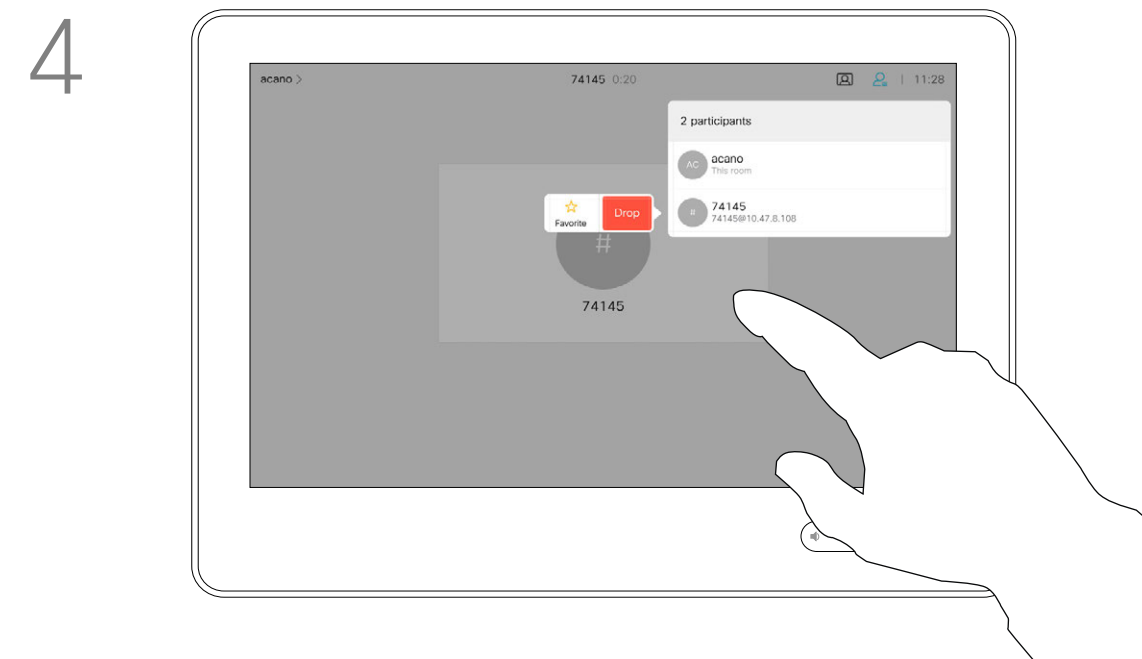 4
acano >
74145 0:20
11:28
2 participants
AC
acano
This room
#
74145
74145@10.47.8.108
Favorite
Drop
#
74145